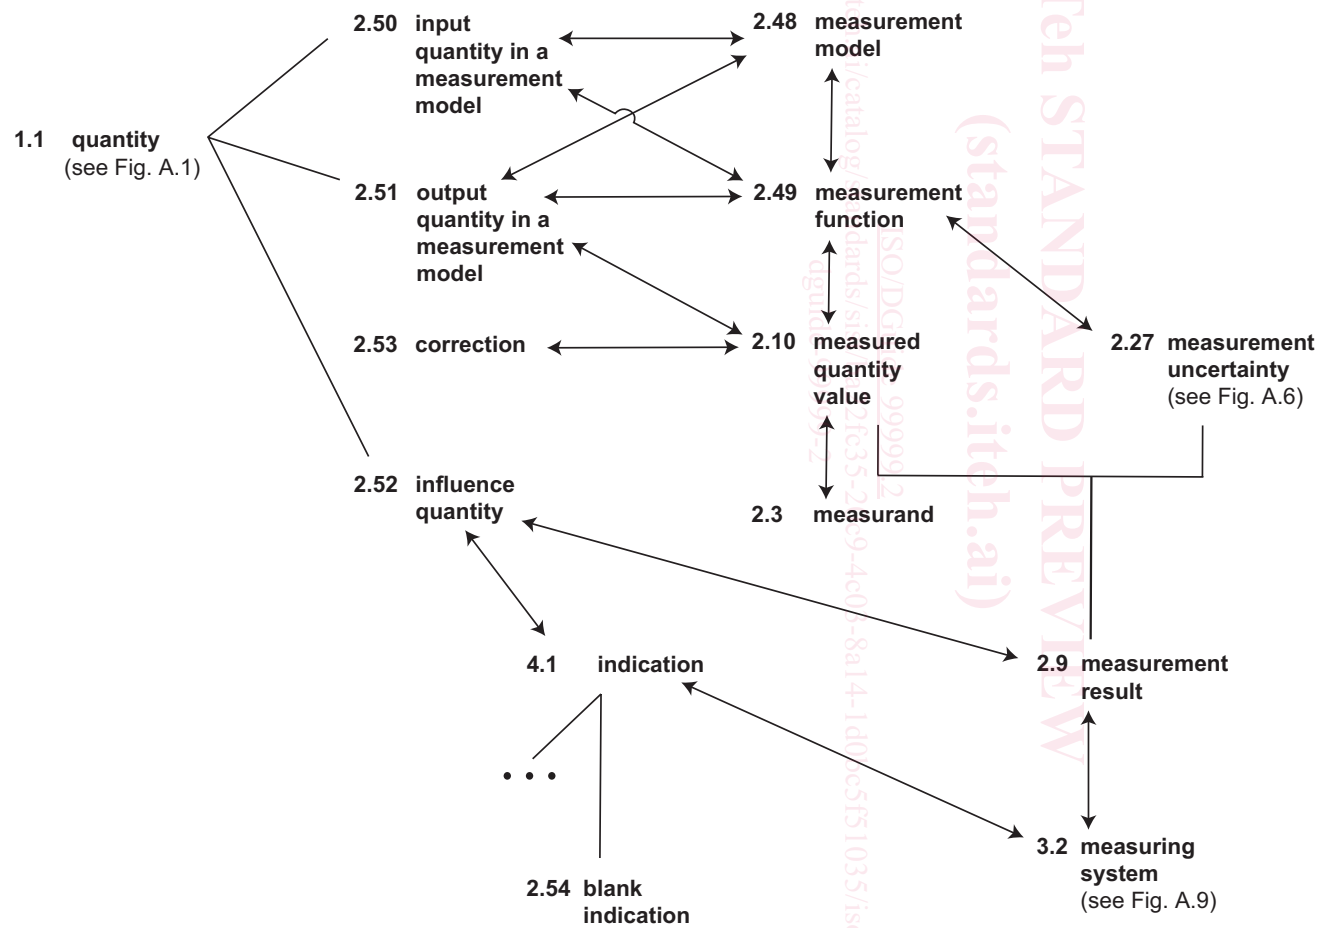 2.50 input
quantity in a
measurement
model
2.48 measurement
model
1.1 quantity
(see Fig. A.1)
2.51 output
quantity in a
measurement
model
2.49 measurement
function
2.53 correction
2.10 measured
quantity
value
2.27 measurement
uncertainty
(see Fig. A.6)
2.52 influence
quantity
2.3 measurand
4.1 indication
2.9 measurement
result
• • •
3.2 measuring
system
(see Fig. A.9)
2.54 blank
indication
Teh STANDARD PREVIEW
(standards.iteh.ai)